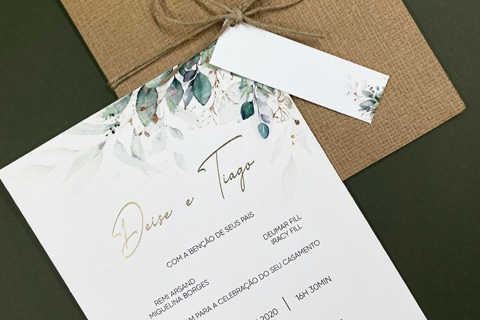 Deise e Tiago
COM A BENÇÃO DE SEUS PAIS
REMI ARSAND DEUMAR FILL
MIGUELINA BORGES IRACY FILL
AM PARA A CELEBRAÇÃO DO SEU CASAMENTO
2020 | 16H 30MIN